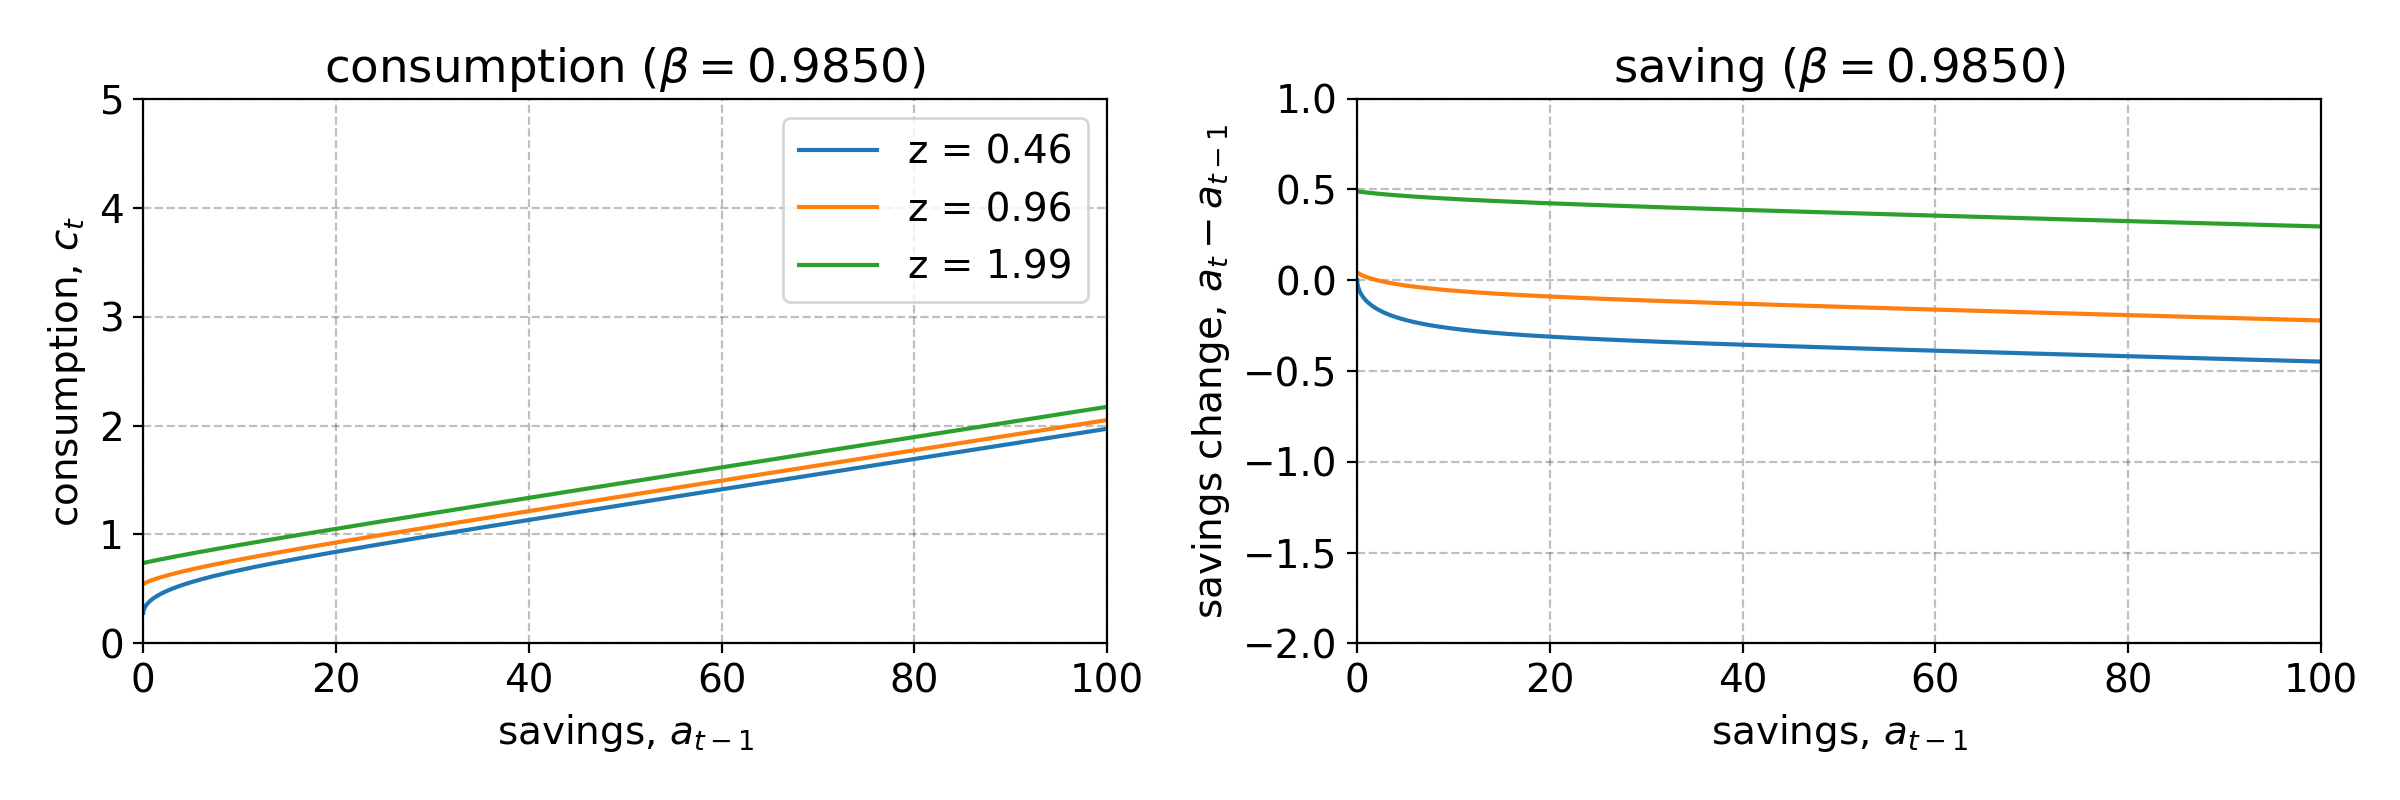 consumption (β = 0.9850)
5
4
3
2
1
0
consumption, c_t
z = 0.46
z = 0.96
z = 1.99
0 20 40 60 80 100
savings, a_{t−1}
saving (β = 0.9850)
1.0
0.5
0.0
−0.5
−1.0
−1.5
−2.0
savings change, a_t − a_{t−1}
0 20 40 60 80 100
savings, a_{t−1}